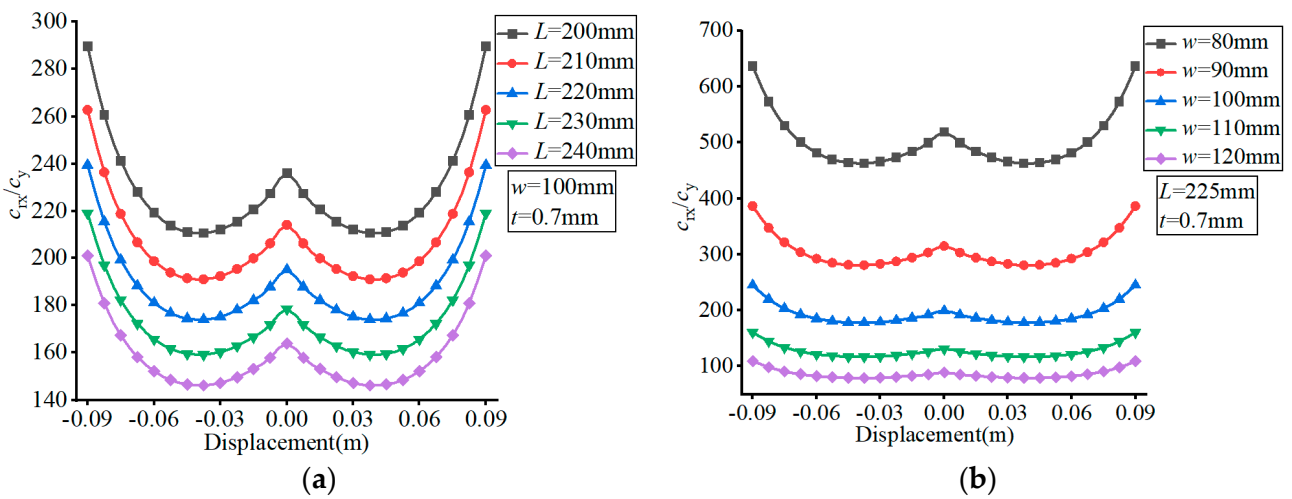 300
280
260
240
220
200
180
160
140
c_rx/c_y
-0.09 -0.06 -0.03 0.00 0.03 0.06 0.09
Displacement(m)
L=200mm
L=210mm
L=220mm
L=230mm
L=240mm
w=100mm
t=0.7mm
(a)
700
600
500
400
300
200
100
c_rx/c_y
-0.09 -0.06 -0.03 0.00 0.03 0.06 0.09
Displacement(m)
w=80mm
w=90mm
w=100mm
w=110mm
w=120mm
L=225mm
t=0.7mm
(b)